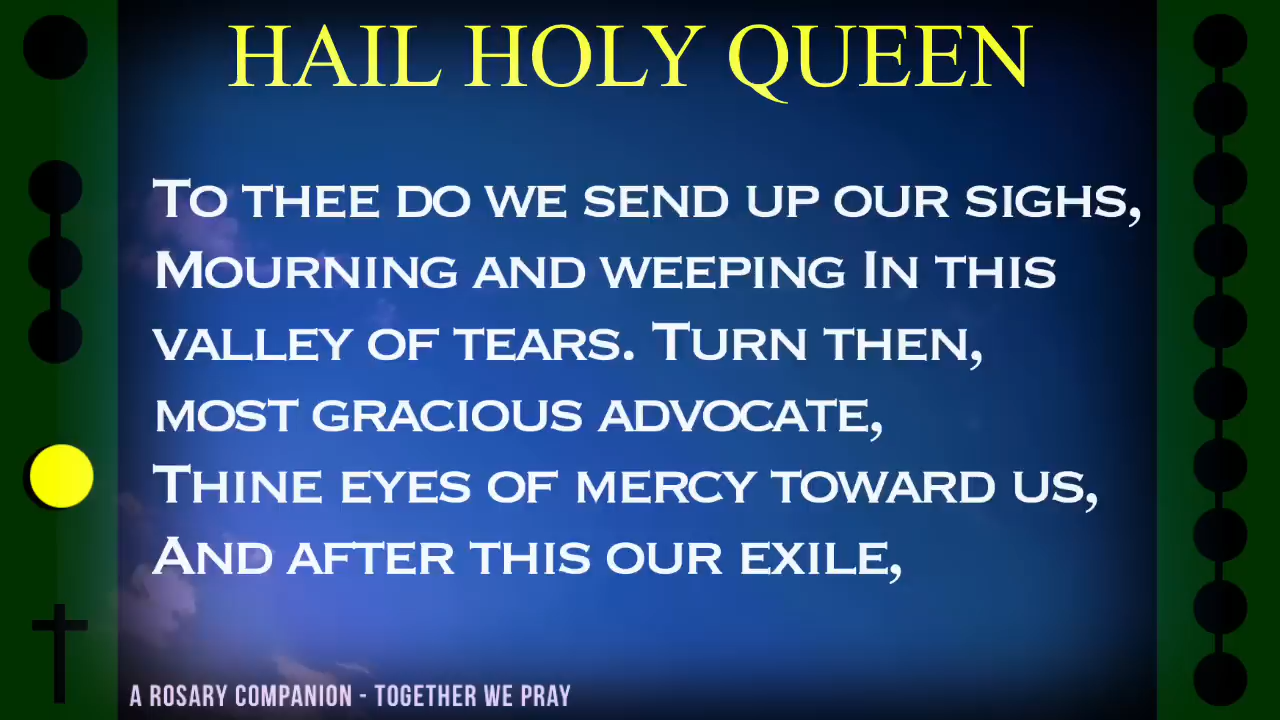 HAIL HOLY QUEEN
To thee do we send up our sighs,
Mourning and weeping In this
valley of tears. Turn then,
most gracious advocate,
Thine eyes of mercy toward us,
And after this our exile,
A ROSARY COMPANION - TOGETHER WE PRAY